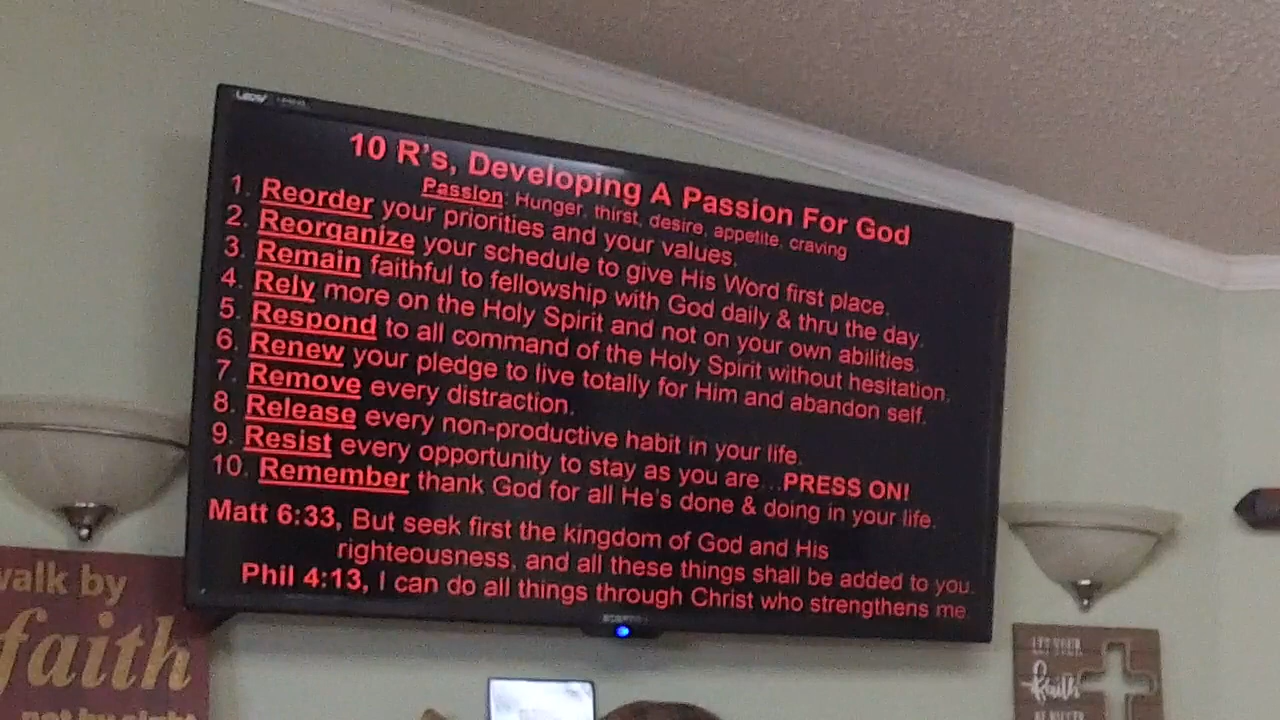 10 R's, Developing A Passion For God
Passion: Hunger, thirst, desire, appetite, craving
1. Reorder your priorities and your values.
2. Reorganize your schedule to give His Word first place.
3. Remain faithful to fellowship with God daily & thru the day.
4. Rely more on the Holy Spirit and not on your own abilities.
5. Respond to all command of the Holy Spirit without hesitation.
6. Renew your pledge to live totally for Him and abandon self.
7. Remove every distraction.
8. Release every non-productive habit in your life.
9. Resist every opportunity to stay as you are...PRESS ON!
10. Remember thank God for all He's done & doing in your life.
Matt 6:33, But seek first the kingdom of God and His
righteousness, and all these things shall be added to you.
Phil 4:13, I can do all things through Christ who strengthens me.
walk by
faith
not by sight
LET YOUR
faith
BE BIGGER